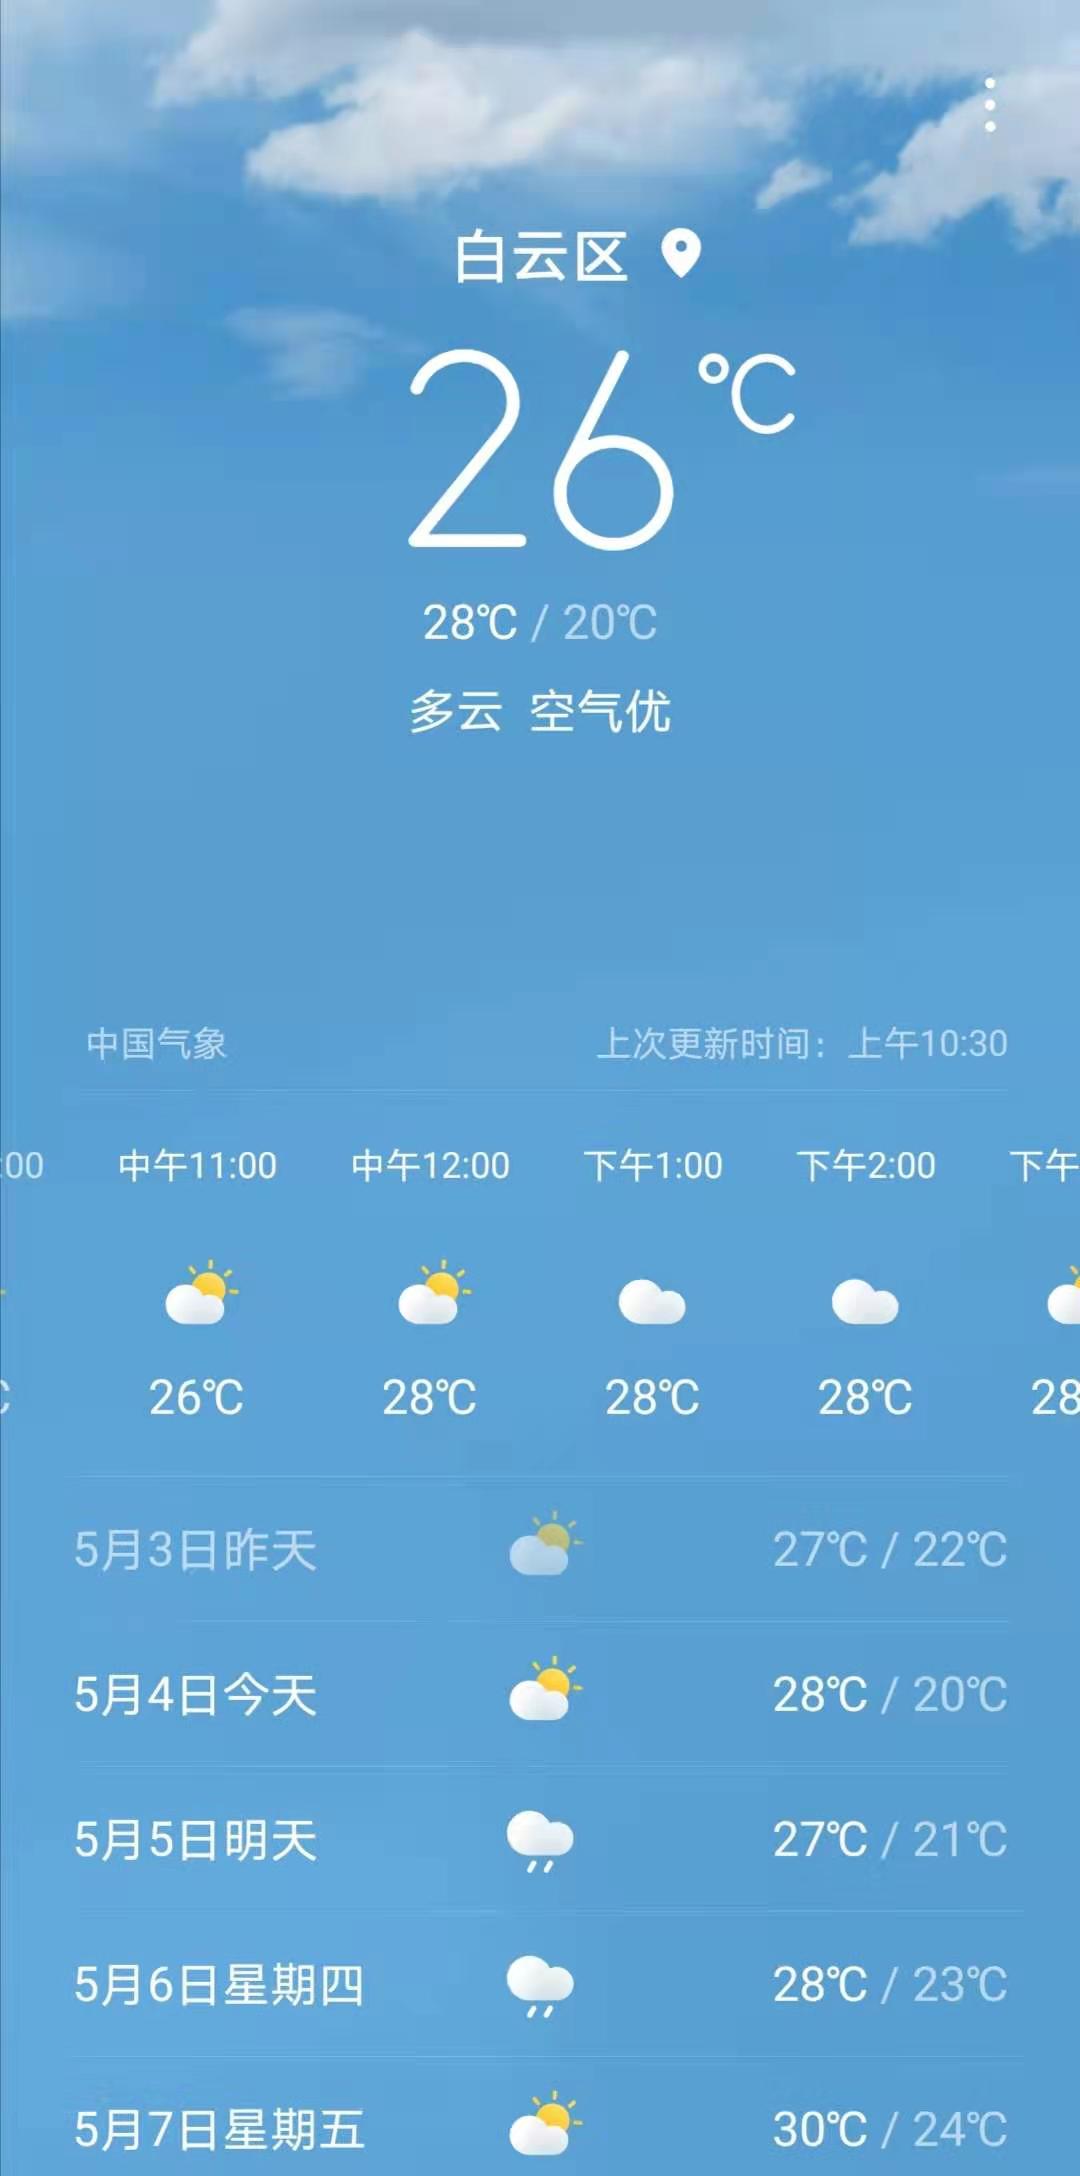 白云区
26℃
28℃ / 20℃
多云 空气优
中国气象 上次更新时间：上午10:30
:00 中午11:00 中午12:00 下午1:00 下午2:00 下午
26℃ 28℃ 28℃ 28℃ 28
5月3日昨天 27℃ / 22℃
5月4日今天 28℃ / 20℃
5月5日明天 27℃ / 21℃
5月6日星期四 28℃ / 23℃
5月7日星期五 30℃ / 24℃